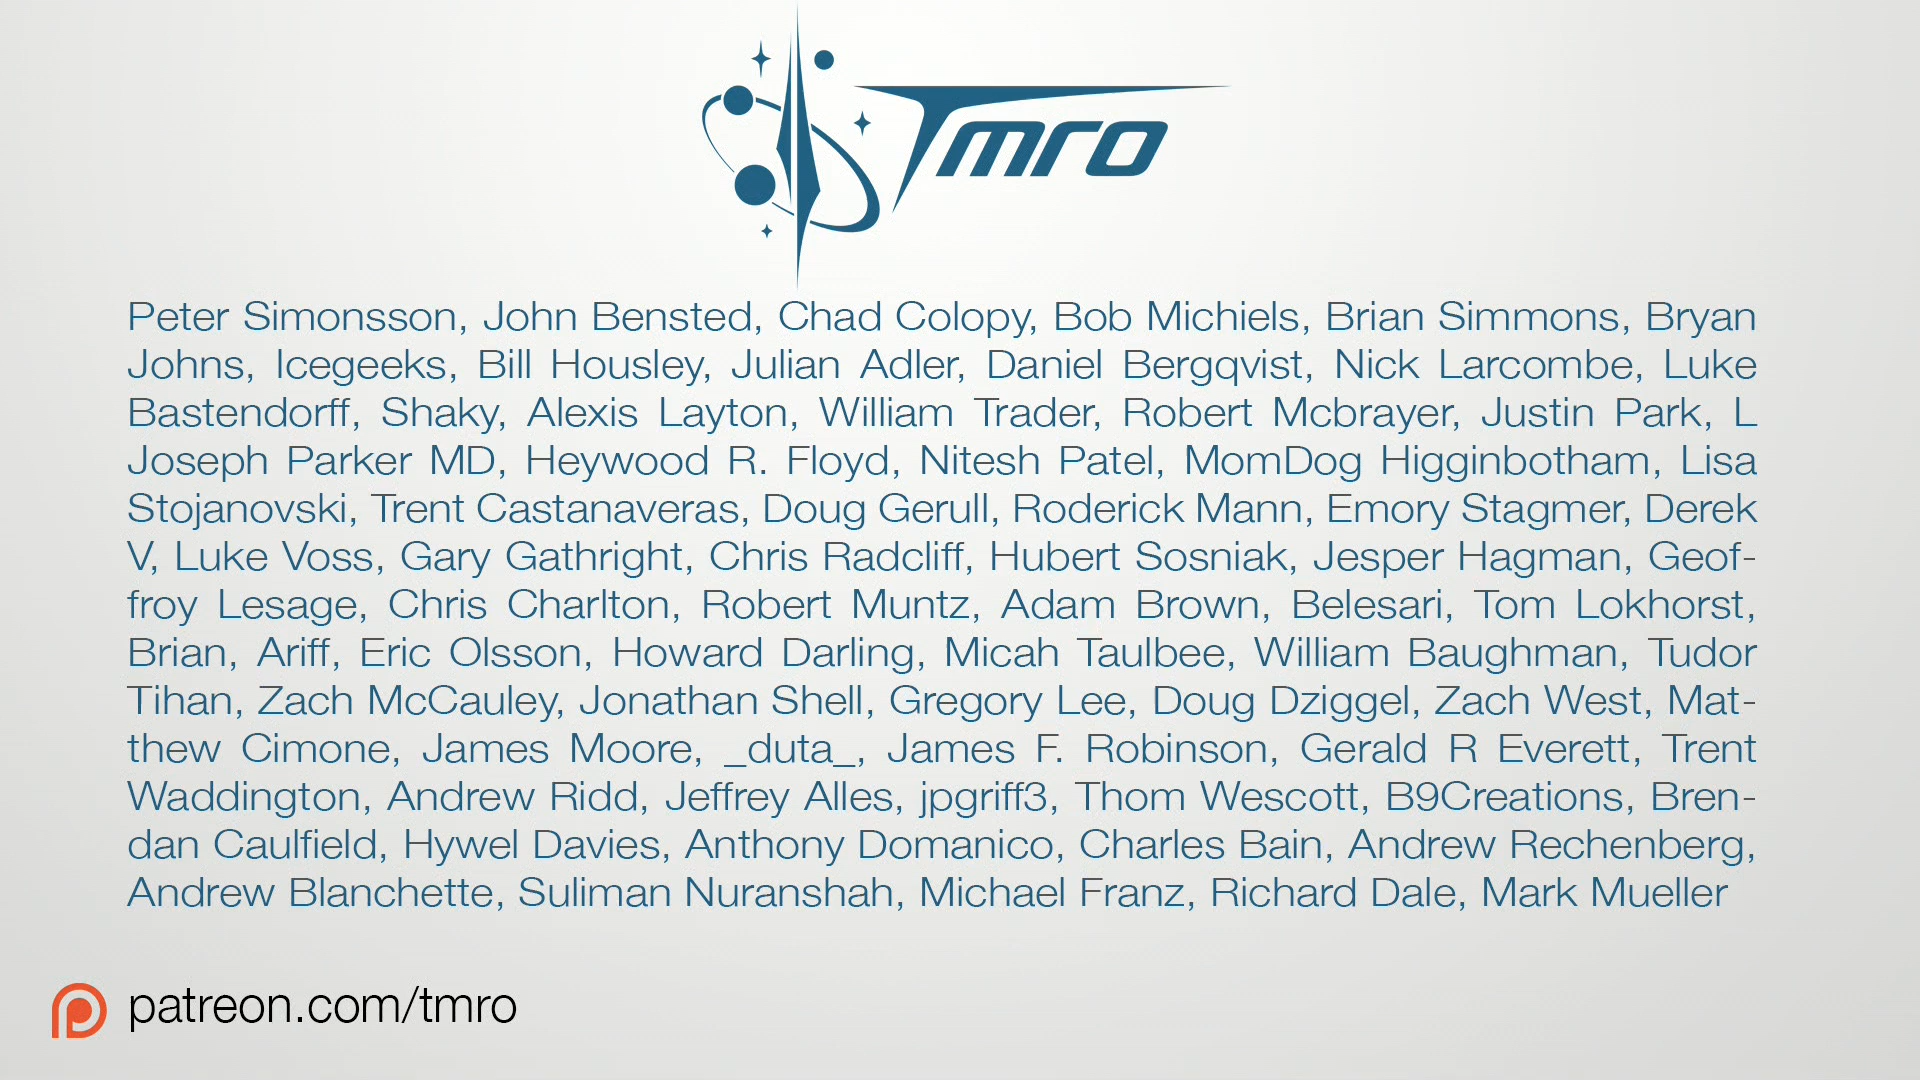 Tmro
Peter Simonsson, John Bensted, Chad Colopy, Bob Michiels, Brian Simmons, Bryan
Johns, Icegeeks, Bill Housley, Julian Adler, Daniel Bergqvist, Nick Larcombe, Luke
Bastendorff, Shaky, Alexis Layton, William Trader, Robert Mcbrayer, Justin Park, L
Joseph Parker MD, Heywood R. Floyd, Nitesh Patel, MomDog Higginbotham, Lisa
Stojanovski, Trent Castanaveras, Doug Gerull, Roderick Mann, Emory Stagmer, Derek
V, Luke Voss, Gary Gathright, Chris Radcliff, Hubert Sosniak, Jesper Hagman, Geof-
froy Lesage, Chris Charlton, Robert Muntz, Adam Brown, Belesari, Tom Lokhorst,
Brian, Ariff, Eric Olsson, Howard Darling, Micah Taulbee, William Baughman, Tudor
Tihan, Zach McCauley, Jonathan Shell, Gregory Lee, Doug Dziggel, Zach West, Mat-
thew Cimone, James Moore, _duta_, James F. Robinson, Gerald R Everett, Trent
Waddington, Andrew Ridd, Jeffrey Alles, jpgriff3, Thom Wescott, B9Creations, Bren-
dan Caulfield, Hywel Davies, Anthony Domanico, Charles Bain, Andrew Rechenberg,
Andrew Blanchette, Suliman Nuranshah, Michael Franz, Richard Dale, Mark Mueller
patreon.com/tmro